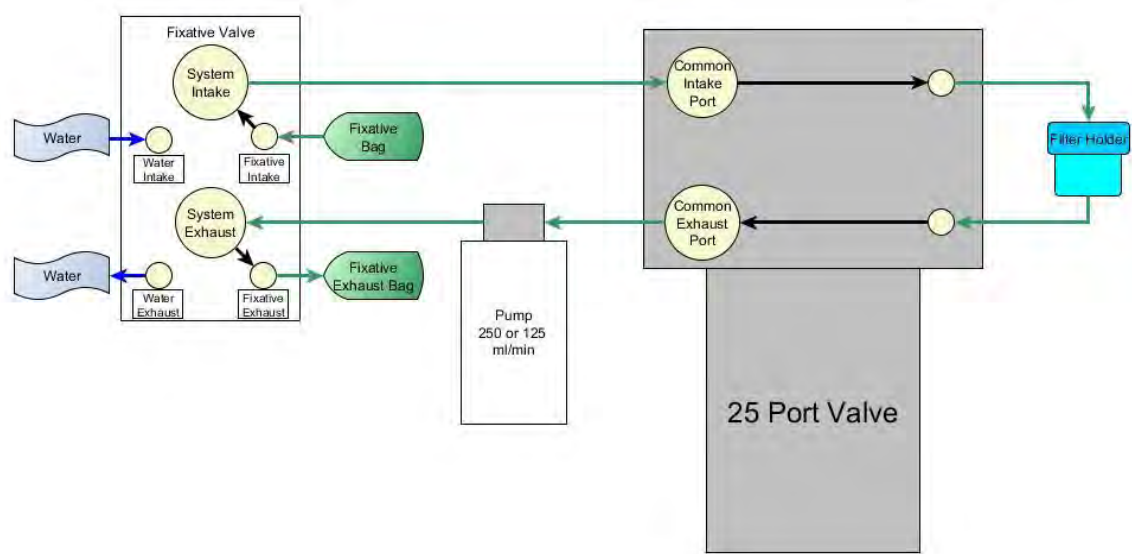 Fixative Valve
System
Intake
Common
Intake
Port
Water
Fixative
Bag
Filter Holder
Water
Intake
Fixative
Intake
System
Exhaust
Common
Exhaust
Port
Water
Fixative
Exhaust Bag
Water
Exhaust
Fixative
Exhaust
Pump
250 or 125
ml/min
25 Port Valve